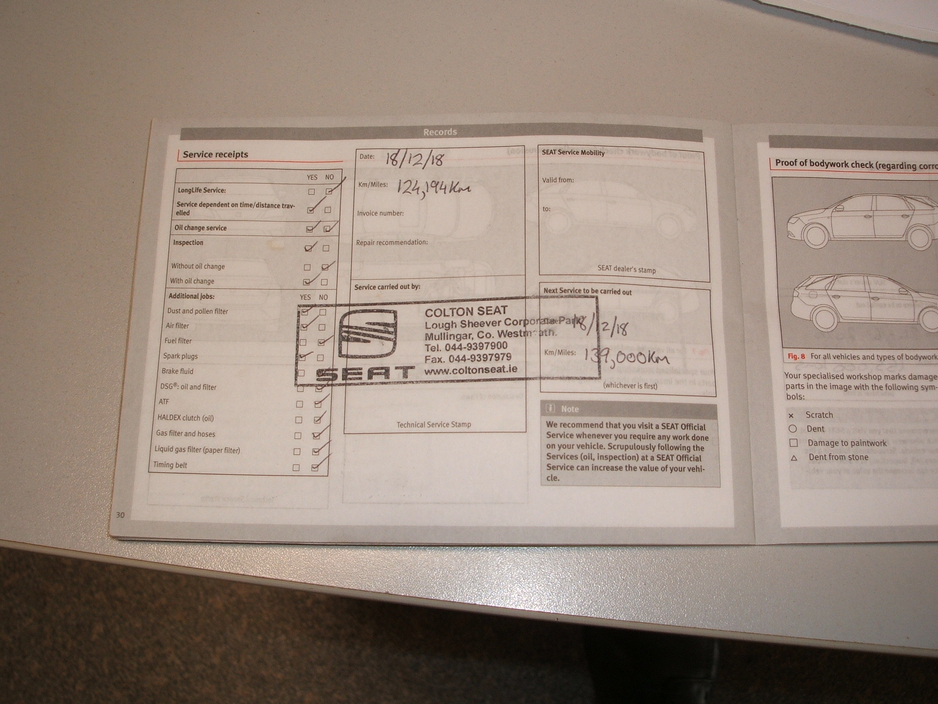 Records
Service receipts
YES NO
LongLife Service:
Service dependent on time/distance trav-
elled
Oil change service
Inspection
Without oil change
With oil change
Additional jobs: YES NO
Dust and pollen filter
Air filter
Fuel filter
Spark plugs
Brake fluid
DSG®: oil and filter
ATF
HALDEX clutch (oil)
Gas filter and hoses
Liquid gas filter (paper filter)
Timing belt
30
Date: 18/12/18
Km/Miles: 124,194Km
Invoice number:
Repair recommendation:
Service carried out by:
SEAT
COLTON SEAT
Lough Sheever Corporate Park
Mullingar, Co. Westmeath.
Tel. 044-9397900
Fax. 044-9397979
www.coltonseat.ie
Technical Service Stamp
SEAT Service Mobility
Valid from:
to:
SEAT dealer's stamp
Next Service to be carried out
18/12/18
Km/Miles: 139,000Km
(whichever is first)
i Note
We recommend that you visit a SEAT Official
Service whenever you require any work done
on your vehicle. Scrupulously following the
Services (oil, inspection) at a SEAT Official
Service can increase the value of your vehi-
cle.
Proof of bodywork check (regarding corro
Fig. 8 For all vehicles and types of bodywork
Your specialised workshop marks damage
parts in the image with the following sym-
bols:
× Scratch
○ Dent
□ Damage to paintwork
△ Dent from stone